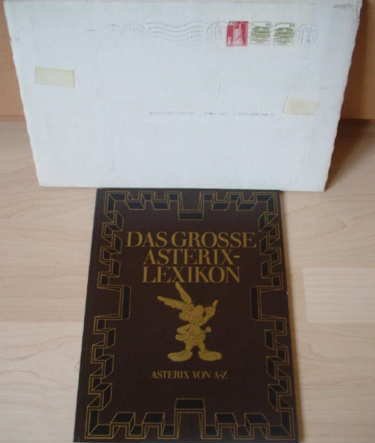 DAS GROSSE
ASTERIX-
LEXIKON
ASTERIX VON A-Z